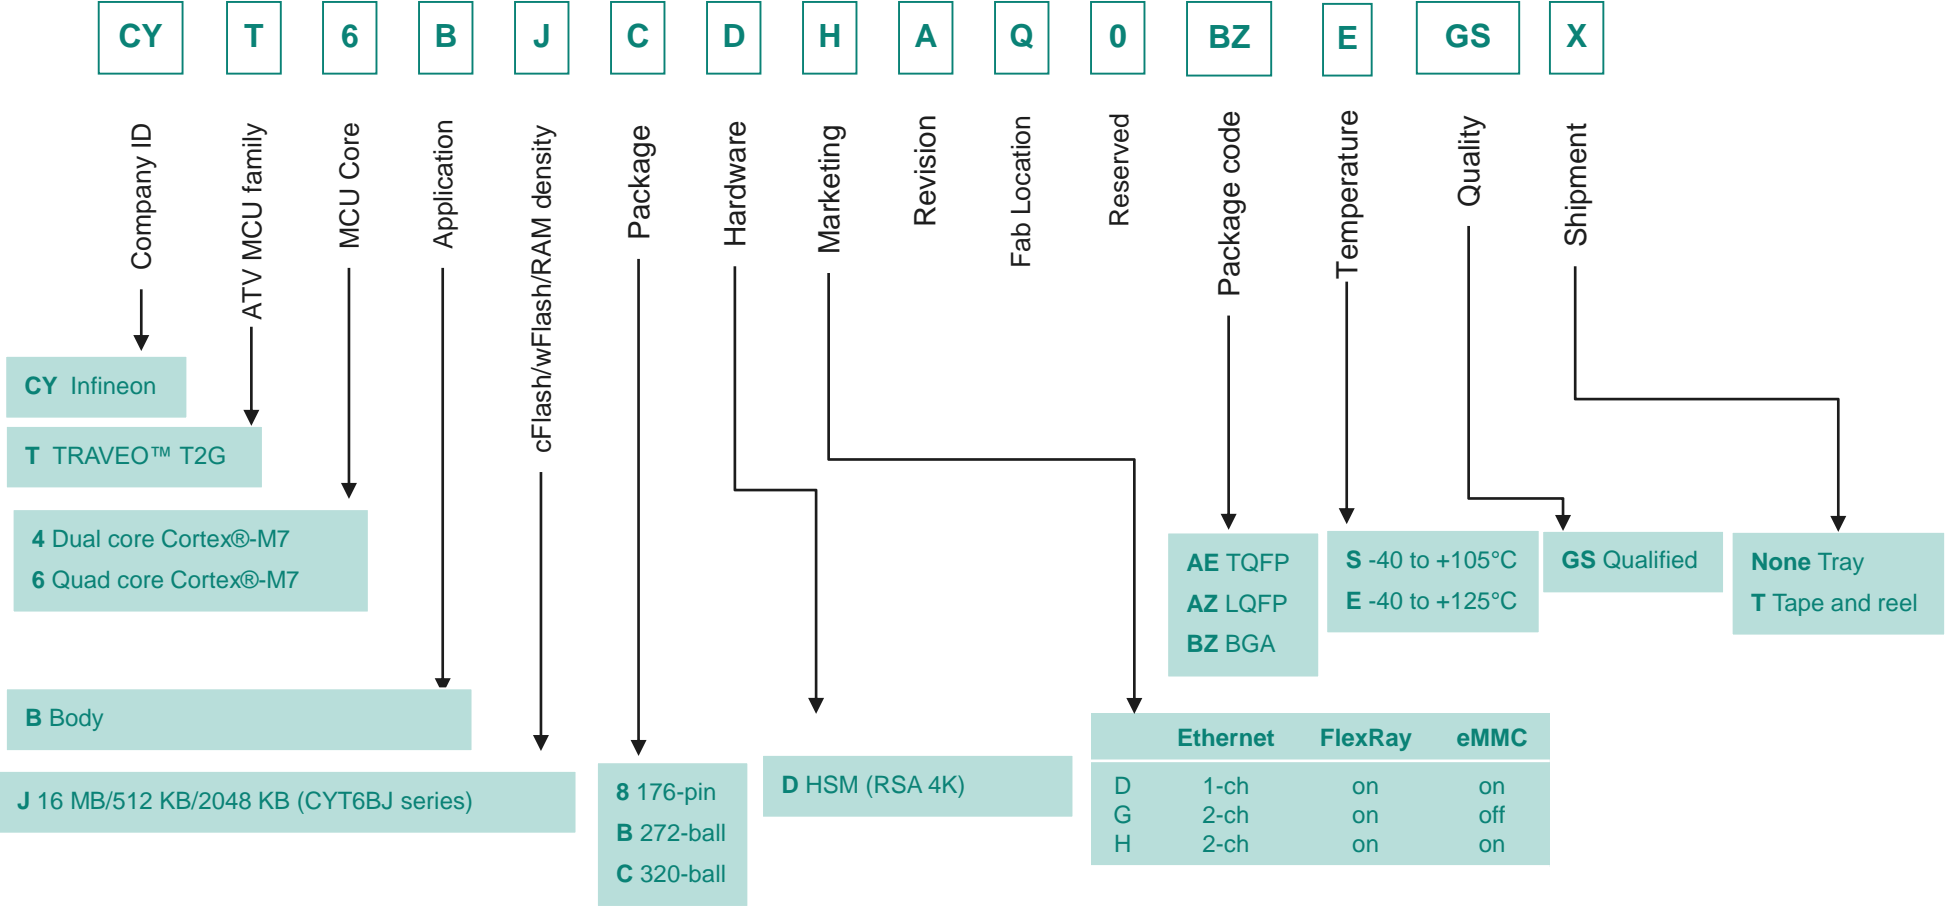 CY T 6 B J C D H A Q 0 BZ E GS X
Company ID
ATV MCU family
MCU Core
Application
cFlash/wFlash/RAM density
Package
Hardware
Marketing
Revision
Fab Location
Reserved
Package code
Temperature
Quality
Shipment
CY Infineon
T TRAVEO™ T2G
4 Dual core Cortex®-M7
6 Quad core Cortex®-M7
B Body
J 16 MB/512 KB/2048 KB (CYT6BJ series)
8 176-pin
B 272-ball
C 320-ball
D HSM (RSA 4K)
Ethernet FlexRay eMMC
D 1-ch on on
G 2-ch on off
H 2-ch on on
AE TQFP
AZ LQFP
BZ BGA
S -40 to +105°C
E -40 to +125°C
GS Qualified
None Tray
T Tape and reel